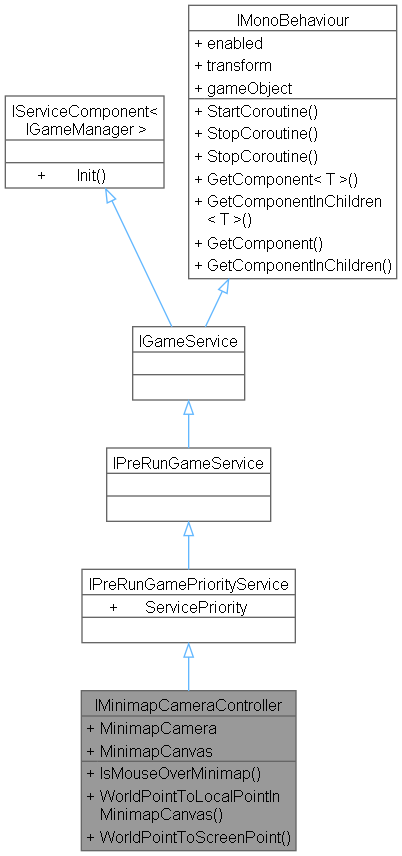 IMonoBehaviour
+ enabled
+ transform
+ gameObject
+ StartCoroutine()
+ StopCoroutine()
+ StopCoroutine()
+ GetComponent< T >()
+ GetComponentInChildren
< T >()
+ GetComponent()
+ GetComponentInChildren()
IServiceComponent<
IGameManager >
+ Init()
IGameService
IPreRunGameService
IPreRunGamePriorityService
+ ServicePriority
IMinimapCameraController
+ MinimapCamera
+ MinimapCanvas
+ IsMouseOverMinimap()
+ WorldPointToLocalPointIn
MinimapCanvas()
+ WorldPointToScreenPoint()